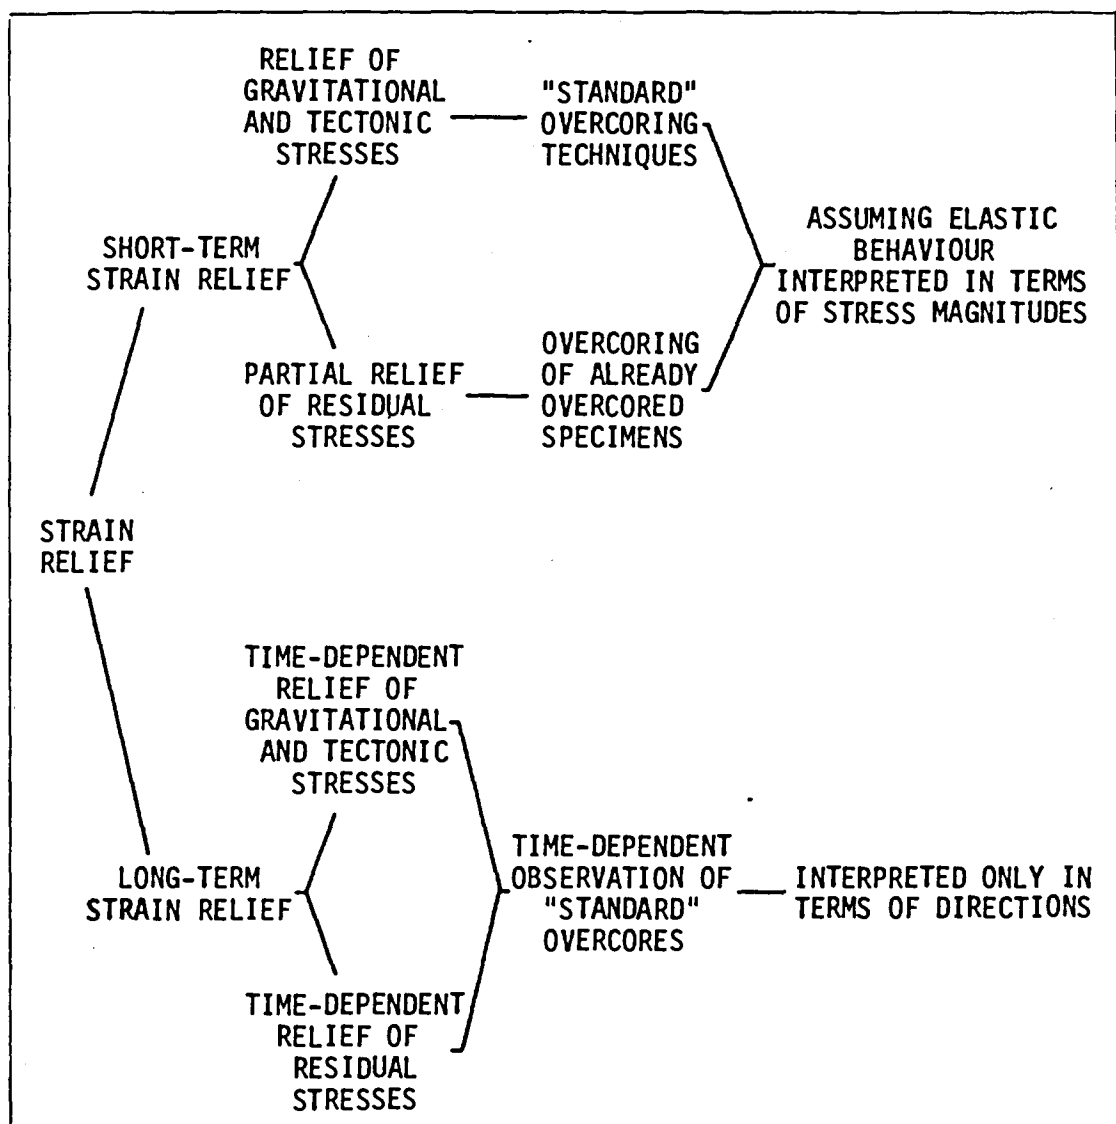 RELIEF OF
GRAVITATIONAL
AND TECTONIC
STRESSES
"STANDARD"
OVERCORING
TECHNIQUES
ASSUMING ELASTIC
BEHAVIOUR
INTERPRETED IN TERMS
OF STRESS MAGNITUDES
SHORT-TERM
STRAIN RELIEF
PARTIAL RELIEF
OF RESIDUAL
STRESSES
OVERCORING
OF ALREADY
OVERCORED
SPECIMENS
STRAIN
RELIEF
TIME-DEPENDENT
RELIEF OF
GRAVITATIONAL
AND TECTONIC
STRESSES
LONG-TERM
STRAIN RELIEF
TIME-DEPENDENT
OBSERVATION OF
"STANDARD"
OVERCORES
INTERPRETED ONLY IN
TERMS OF DIRECTIONS
TIME-DEPENDENT
RELIEF OF
RESIDUAL
STRESSES